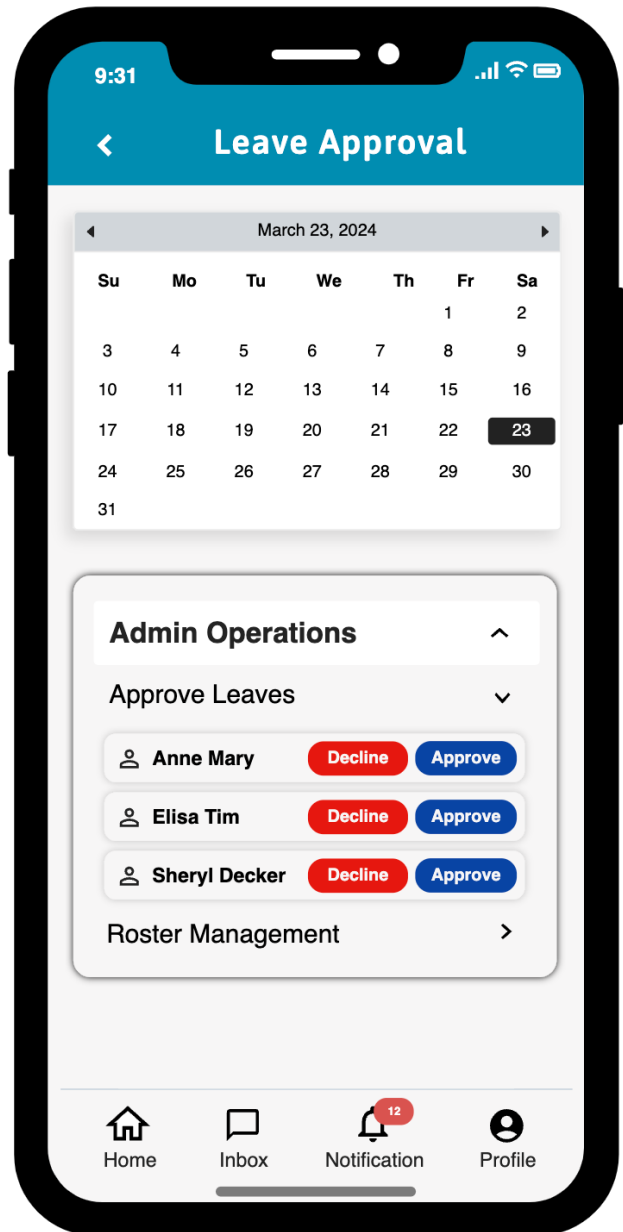 9:31
Leave Approval
March 23, 2024
Su Mo Tu We Th Fr Sa
1 2
3 4 5 6 7 8 9
10 11 12 13 14 15 16
17 18 19 20 21 22 23
24 25 26 27 28 29 30
31
Admin Operations
Approve Leaves
Anne Mary Decline Approve
Elisa Tim Decline Approve
Sheryl Decker Decline Approve
Roster Management
12
Home Inbox Notification Profile